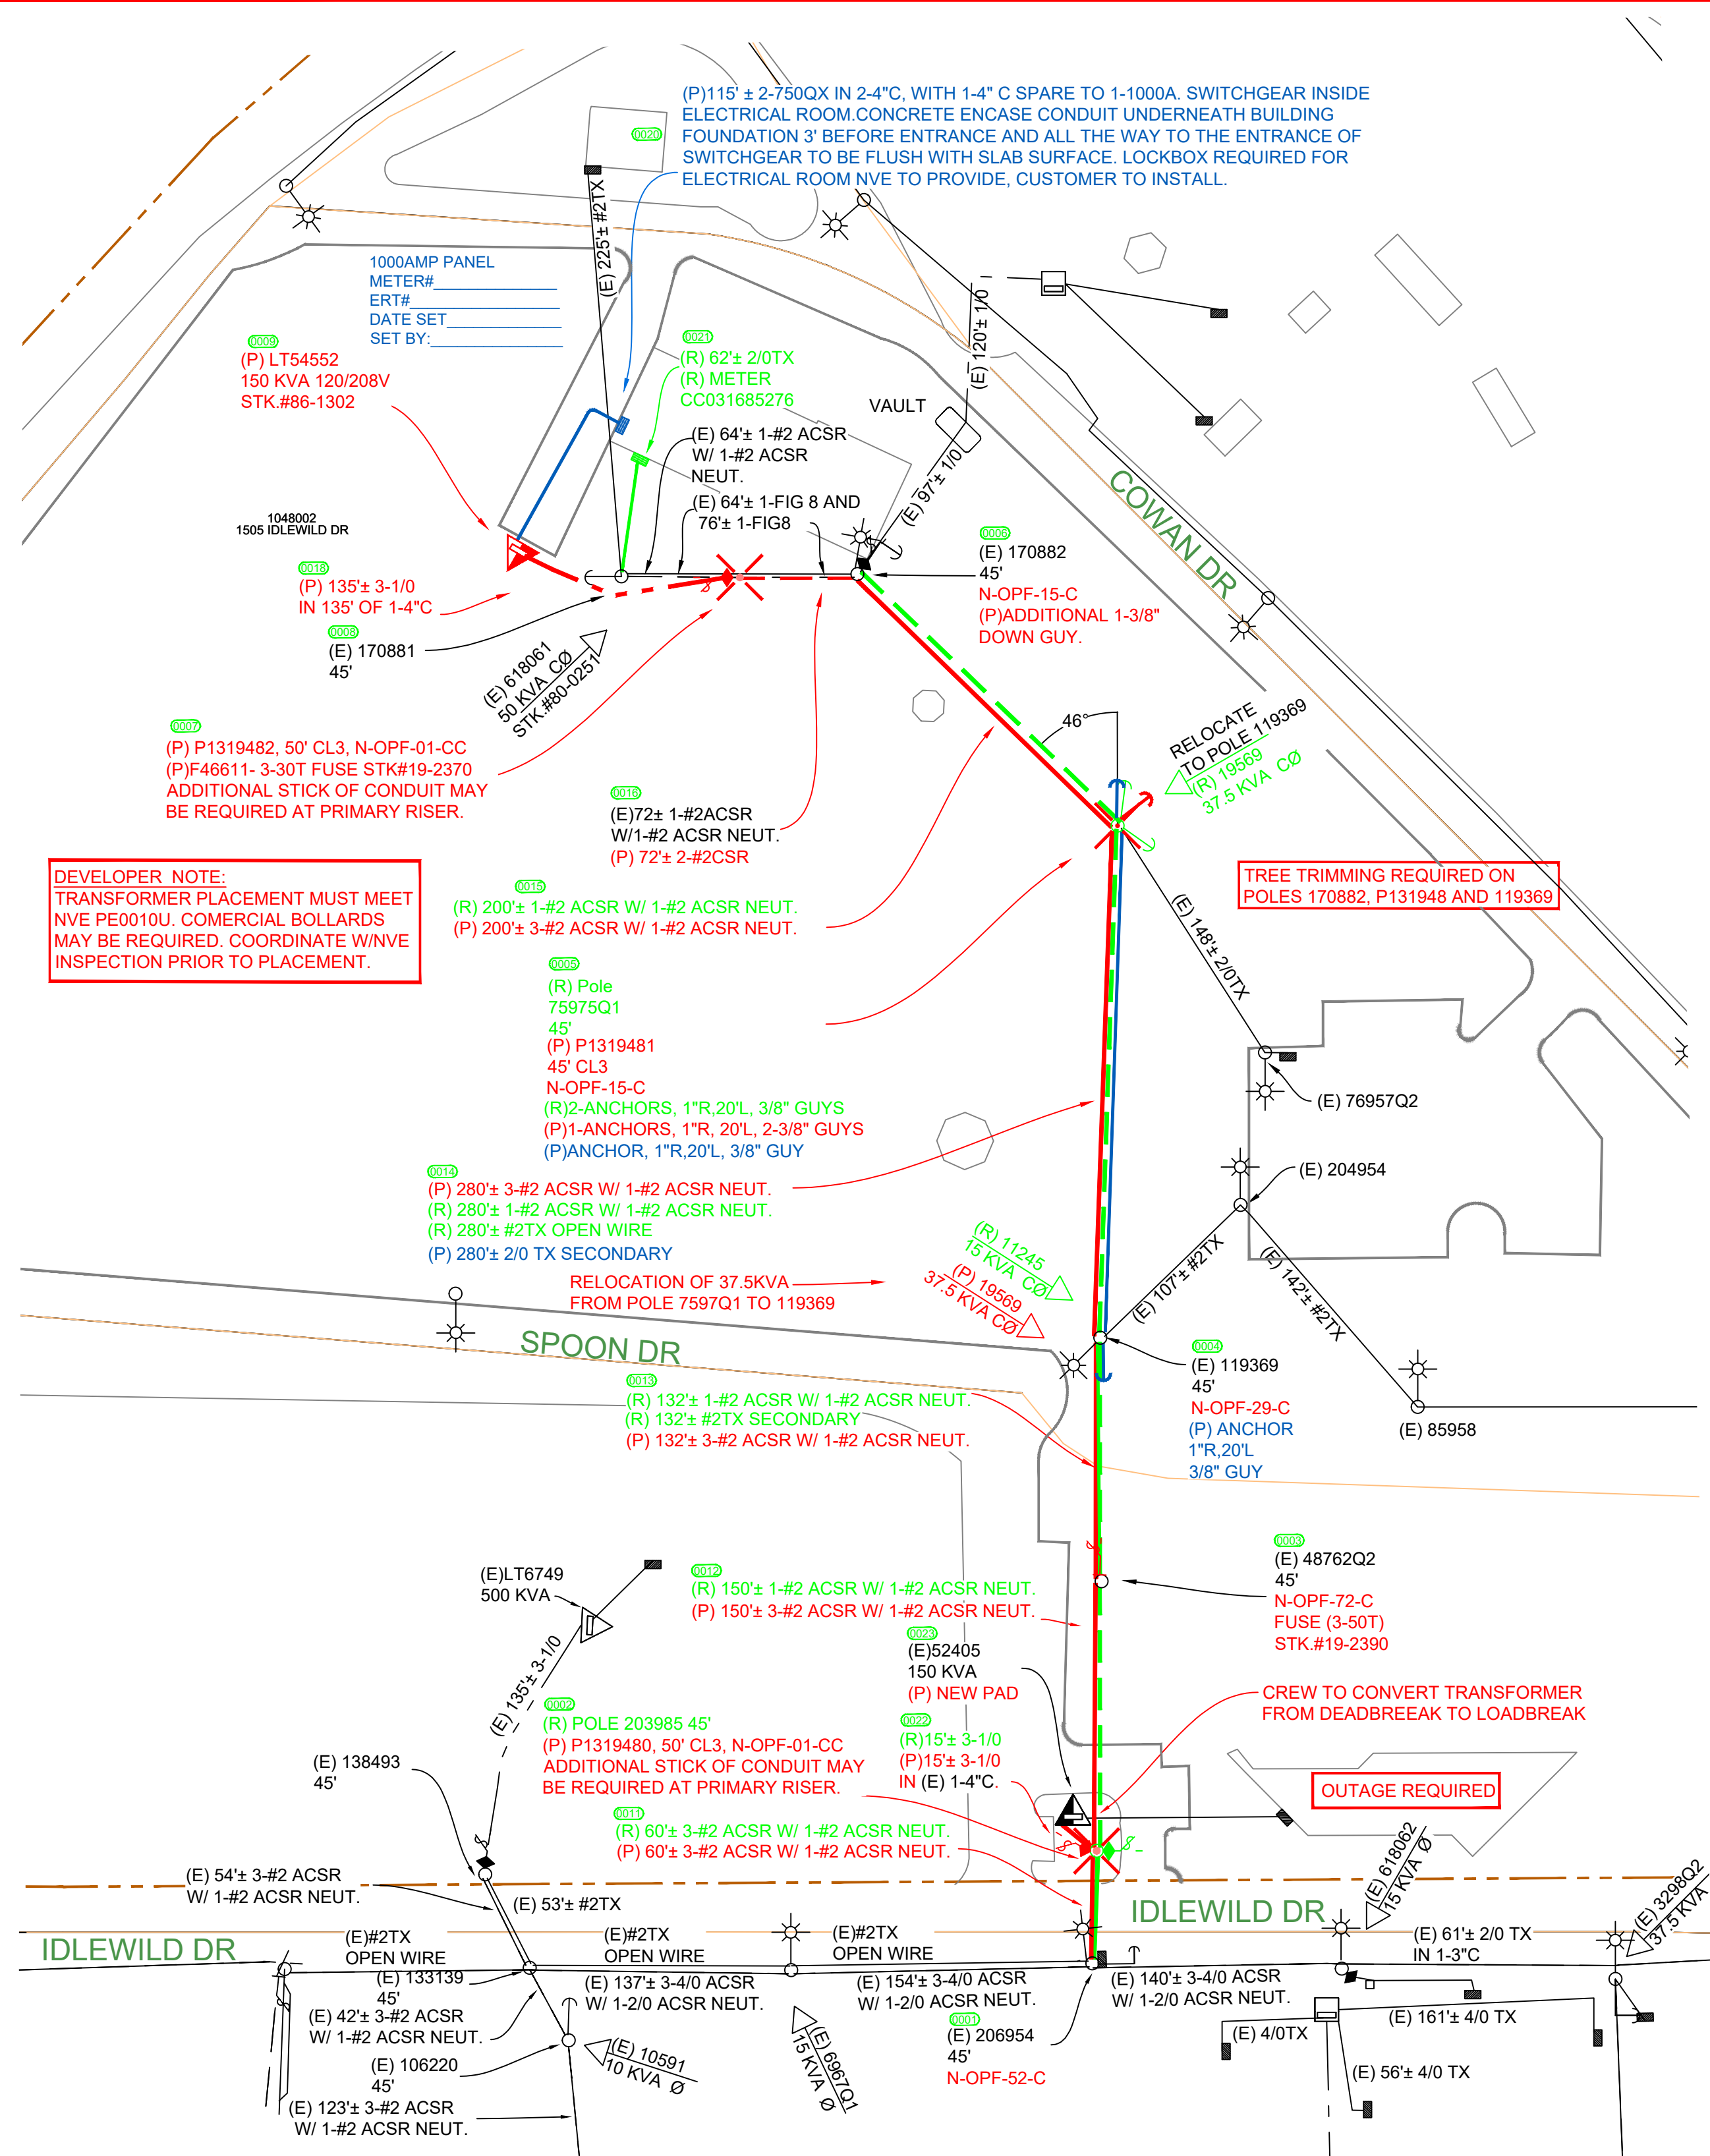 (P)115' ± 2-750QX IN 2-4"C, WITH 1-4" C SPARE TO 1-1000A. SWITCHGEAR INSIDE
ELECTRICAL ROOM.CONCRETE ENCASE CONDUIT UNDERNEATH BUILDING
FOUNDATION 3' BEFORE ENTRANCE AND ALL THE WAY TO THE ENTRANCE OF
SWITCHGEAR TO BE FLUSH WITH SLAB SURFACE. LOCKBOX REQUIRED FOR
ELECTRICAL ROOM NVE TO PROVIDE, CUSTOMER TO INSTALL.
0020
(E) 225'± #2TX
1000AMP PANEL
METER#
ERT#
DATE SET
SET BY:
0009
(P) LT54552
150 KVA 120/208V
STK.#86-1302
0021
(R) 62'± 2/0TX
(R) METER
CC031685276
(E) 120'± 1/0
VAULT
(E) 64'± 1-#2 ACSR
W/ 1-#2 ACSR
NEUT.
(E) 64'± 1-FIG 8 AND
76'± 1-FIG8
(E) 97'± 1/0
COWAN DR
1048002
1505 IDLEWILD DR
0018
(P) 135'± 3-1/0
IN 135' OF 1-4"C
0008
(E) 170881
45'
0006
(E) 170882
45'
N-OPF-15-C
(P)ADDITIONAL 1-3/8"
DOWN GUY.
(E) 618061
50 KVA CØ
STK.#80-0251
0007
(P) P1319482, 50' CL3, N-OPF-01-CC
(P)F46611- 3-30T FUSE STK#19-2370
ADDITIONAL STICK OF CONDUIT MAY
BE REQUIRED AT PRIMARY RISER.
46°
RELOCATE
TO POLE 119369
(R) 19569
37.5 KVA CØ
0016
(E)72± 1-#2ACSR
W/1-#2 ACSR NEUT.
(P) 72'± 2-#2CSR
DEVELOPER NOTE:
TRANSFORMER PLACEMENT MUST MEET
NVE PE0010U. COMERCIAL BOLLARDS
MAY BE REQUIRED. COORDINATE W/NVE
INSPECTION PRIOR TO PLACEMENT.
TREE TRIMMING REQUIRED ON
POLES 170882, P131948 AND 119369
0015
(R) 200'± 1-#2 ACSR W/ 1-#2 ACSR NEUT.
(P) 200'± 3-#2 ACSR W/ 1-#2 ACSR NEUT.
(E) 148'± 2/0TX
0005
(R) Pole
75975Q1
45'
(P) P1319481
45' CL3
N-OPF-15-C
(R)2-ANCHORS, 1"R,20'L, 3/8" GUYS
(P)1-ANCHORS, 1"R, 20'L, 2-3/8" GUYS
(P)ANCHOR, 1"R,20'L, 3/8" GUY
(E) 76957Q2
(E) 204954
0014
(P) 280'± 3-#2 ACSR W/ 1-#2 ACSR NEUT.
(R) 280'± 1-#2 ACSR W/ 1-#2 ACSR NEUT.
(R) 280'± #2TX OPEN WIRE
(P) 280'± 2/0 TX SECONDARY
RELOCATION OF 37.5KVA
FROM POLE 7597Q1 TO 119369
(R) 11245
15 KVA CØ
(P) 19569
37.5 KVA CØ
(E) 107'± #2TX
(E) 142'± #2TX
SPOON DR
0004
(E) 119369
45'
N-OPF-29-C
(P) ANCHOR
1"R,20'L
3/8" GUY
(E) 85958
0013
(R) 132'± 1-#2 ACSR W/ 1-#2 ACSR NEUT.
(R) 132'± #2TX SECONDARY
(P) 132'± 3-#2 ACSR W/ 1-#2 ACSR NEUT.
0003
(E) 48762Q2
45'
N-OPF-72-C
FUSE (3-50T)
STK.#19-2390
(E)LT6749
500 KVA
0012
(R) 150'± 1-#2 ACSR W/ 1-#2 ACSR NEUT.
(P) 150'± 3-#2 ACSR W/ 1-#2 ACSR NEUT.
(E) 135'± 3-1/0
0023
(E)52405
150 KVA
(P) NEW PAD
CREW TO CONVERT TRANSFORMER
FROM DEADBREEAK TO LOADBREAK
0002
(R) POLE 203985 45'
(P) P1319480, 50' CL3, N-OPF-01-CC
ADDITIONAL STICK OF CONDUIT MAY
BE REQUIRED AT PRIMARY RISER.
0022
(R)15'± 3-1/0
(P)15'± 3-1/0
IN (E) 1-4"C.
(E) 138493
45'
OUTAGE REQUIRED
0011
(R) 60'± 3-#2 ACSR W/ 1-#2 ACSR NEUT.
(P) 60'± 3-#2 ACSR W/ 1-#2 ACSR NEUT.
(E) 54'± 3-#2 ACSR
W/ 1-#2 ACSR NEUT.
(E) 53'± #2TX
IDLEWILD DR
(E) 618062
15 KVA Ø
(E) 3298Q2
37.5 KVA
IDLEWILD DR
(E)#2TX
OPEN WIRE
(E)#2TX
OPEN WIRE
(E)#2TX
OPEN WIRE
(E) 61'± 2/0 TX
IN 1-3"C
(E) 133139
45'
(E) 137'± 3-4/0 ACSR
W/ 1-2/0 ACSR NEUT.
(E) 154'± 3-4/0 ACSR
W/ 1-2/0 ACSR NEUT.
(E) 140'± 3-4/0 ACSR
W/ 1-2/0 ACSR NEUT.
(E) 42'± 3-#2 ACSR
W/ 1-#2 ACSR NEUT.
0001
(E) 206954
45'
N-OPF-52-C
(E) 4/0TX
(E) 161'± 4/0 TX
(E) 56'± 4/0 TX
(E) 106220
45'
(E) 10591
10 KVA Ø
(E) 6967Q1
15 KVA Ø
(E) 123'± 3-#2 ACSR
W/ 1-#2 ACSR NEUT.